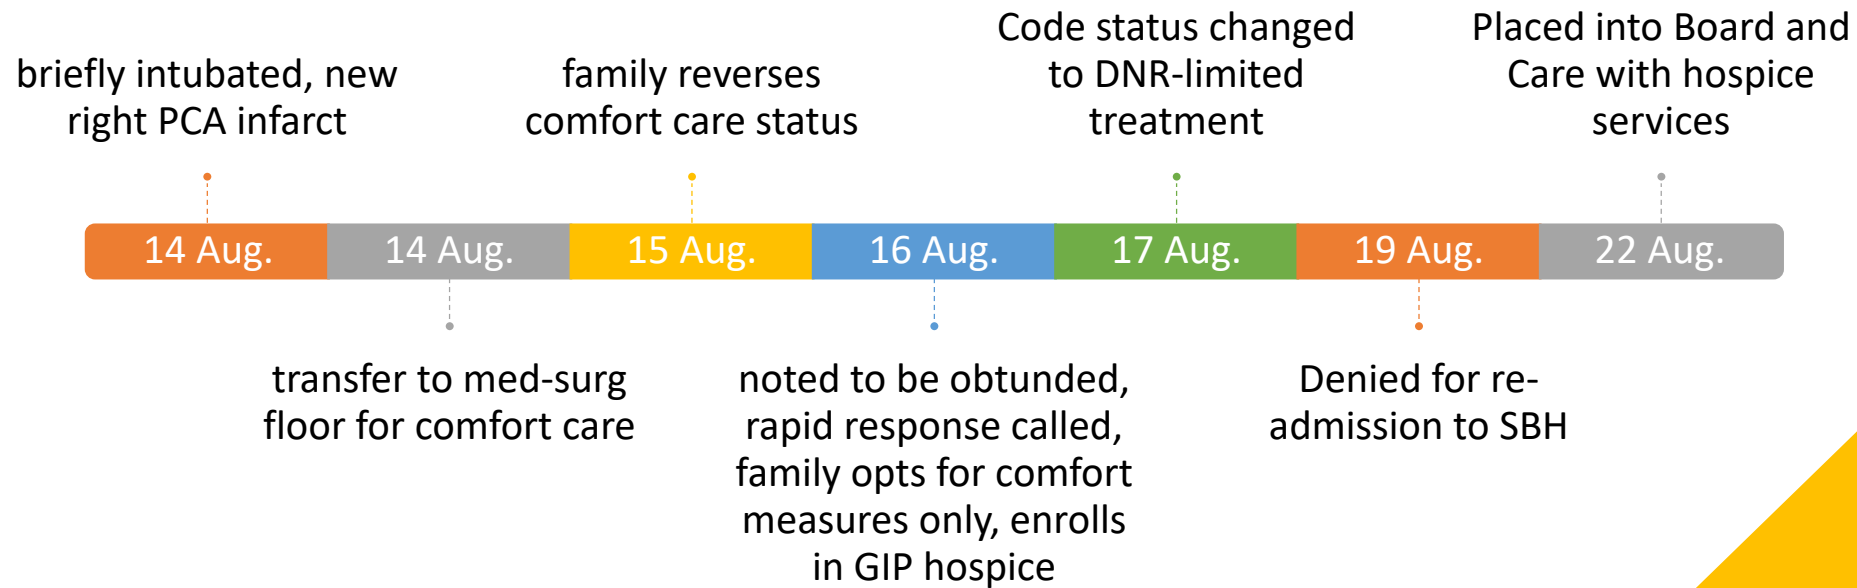 briefly intubated, new
right PCA infarct
family reverses
comfort care status
Code status changed
to DNR-limited
treatment
Placed into Board and
Care with hospice
services
14 Aug.
14 Aug.
15 Aug.
16 Aug.
17 Aug.
19 Aug.
22 Aug.
transfer to med-surg
floor for comfort care
noted to be obtunded,
rapid response called,
family opts for comfort
measures only, enrolls
in GIP hospice
Denied for re-
admission to SBH